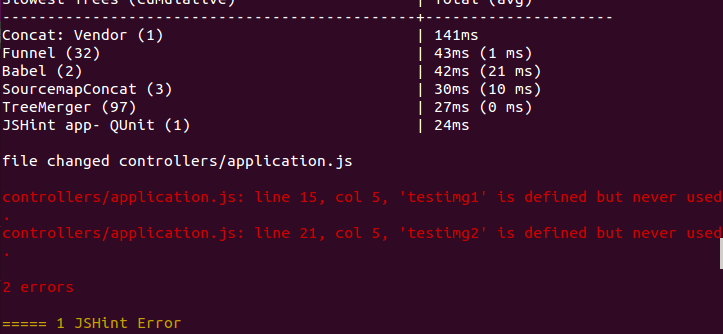 Slowest Trees (cumulative) | Total (avg)
----------------------------------------------+---------------------
Concat: Vendor (1) | 141ms
Funnel (32) | 43ms (1 ms)
Babel (2) | 42ms (21 ms)
SourcemapConcat (3) | 30ms (10 ms)
TreeMerger (97) | 27ms (0 ms)
JSHint app- QUnit (1) | 24ms
file changed controllers/application.js
controllers/application.js: line 15, col 5, 'testimg1' is defined but never used
.
controllers/application.js: line 21, col 5, 'testimg2' is defined but never used
.
2 errors
===== 1 JSHint Error